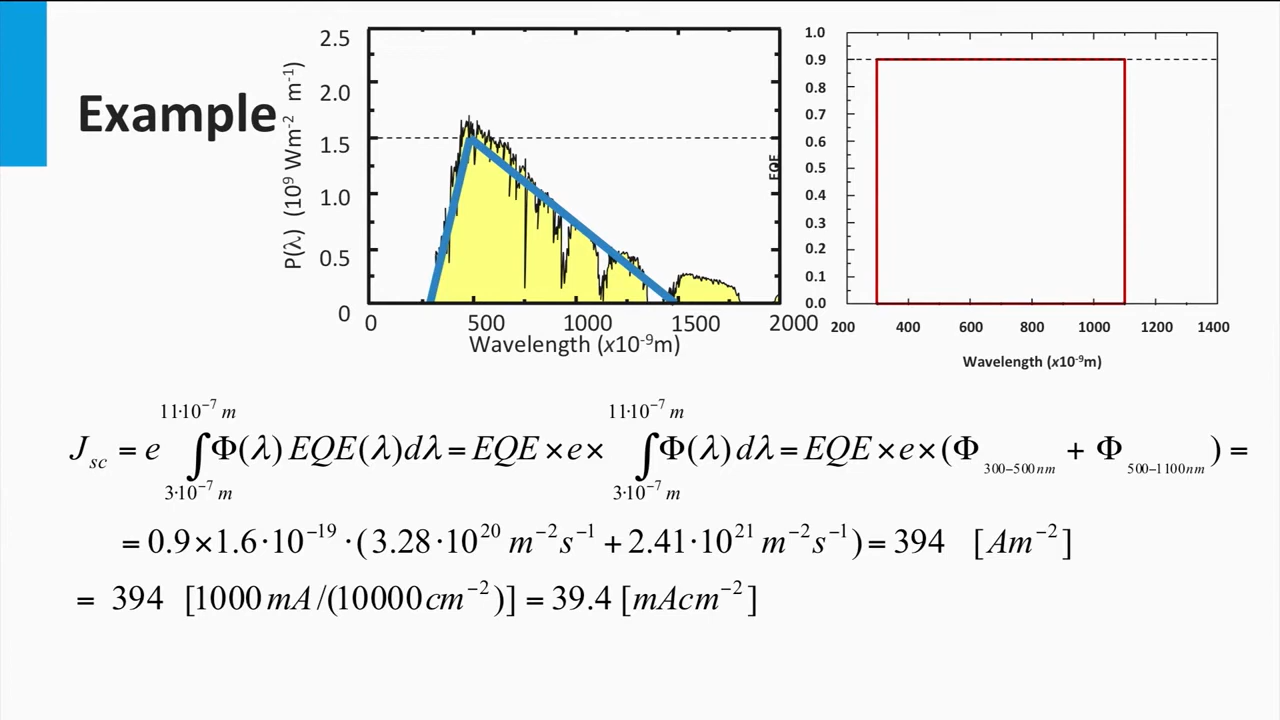 Example
P(λ) (10⁹ Wm⁻² m⁻¹)
2.5
2.0
1.5
1.0
0.5
0
0 500 1000 1500 2000
Wavelength (x10⁻⁹m)
EQE
1.0
0.9
0.8
0.7
0.6
0.5
0.4
0.3
0.2
0.1
0.0
200 400 600 800 1000 1200 1400
Wavelength (x10⁻⁹m)
J_sc = e ∫_{3·10⁻⁷ m}^{11·10⁻⁷ m} Φ(λ) EQE(λ)dλ = EQE × e × ∫_{3·10⁻⁷ m}^{11·10⁻⁷ m} Φ(λ) dλ = EQE × e × (Φ_{300–500nm} + Φ_{500–1100nm}) =
= 0.9×1.6·10⁻¹⁹ ·(3.28·10²⁰ m⁻²s⁻¹ + 2.41·10²¹ m⁻²s⁻¹) = 394 [Am⁻²]
= 394 [1000mA/(10000cm⁻²)] = 39.4 [mAcm⁻²]